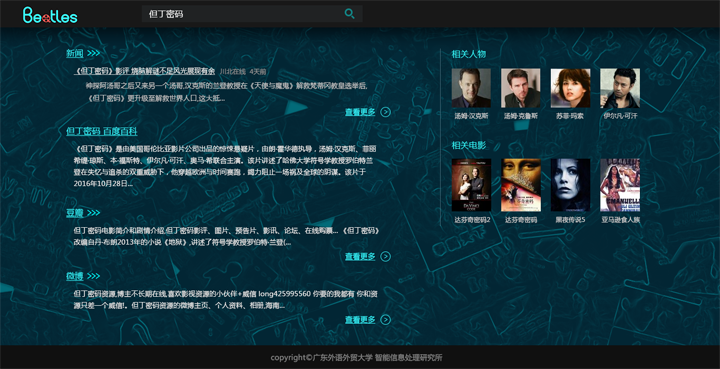 Beetles
但丁密码
新闻 >>>
《但丁密码》影评 烧脑解谜不足风光展现有余 川北在线 4天前
神探阿汤哥之后又来另一个汤哥,汉克斯的兰登教授在《天使与魔鬼》解救梵蒂冈教皇选举后,
《但丁密码》更升级至解救世界人口,这大抵...
查看更多
但丁密码 百度百科
《但丁密码》是由美国哥伦比亚影片公司出品的惊悚悬疑片，由朗·霍华德执导，汤姆·汉克斯、菲丽
希缇·琼斯、本·福斯特、伊尔凡·可汗、奥马·希联合主演。该片讲述了哈佛大学符号学教授罗伯特·兰
登在失忆与追杀的双重威胁下，他穿越欧洲与时间赛跑，竭力阻止一场祸及全球的阴谋。该片于
2016年10月28日...
豆瓣 >>>
但丁密码电影简介和剧情介绍,但丁密码影评、图片、预告片、影讯、论坛、在线购票... 《但丁密码》
改编自丹·布朗2013年的小说《地狱》,讲述了符号学教授罗伯特·兰登(...
查看更多
微博 >>>
但丁密码资源,博主不长期在线,喜欢影视资源的小伙伴+威信 long425995560 你要的我都有 你和资
源只差一个威信!。但丁密码资源的微博主页、个人资料、相册,海南...
查看更多
相关人物
汤姆·汉克斯 汤姆·克鲁斯 苏菲·玛索 伊尔凡·可汗
相关电影
达芬奇密码2 达芬奇密码 黑夜传说5 亚马逊食人族
copyright©广东外语外贸大学 智能信息处理研究所